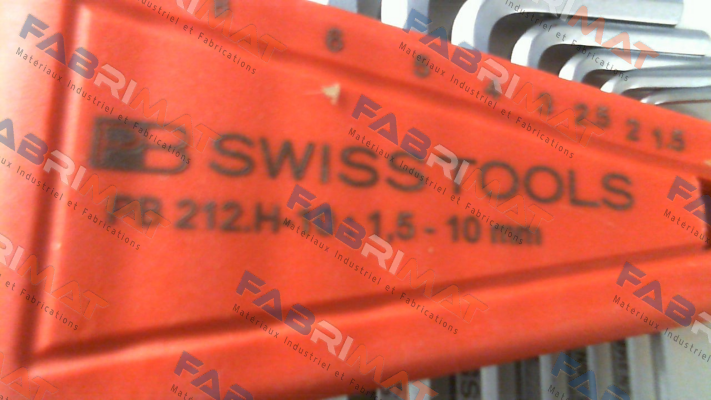 8 6 5 4 3 2.5 2 1.5
PB SWISS TOOLS
PB 212.H- 1,5 - 10 mm
FABRIMAT
Materiaux Industriel et Fabrications